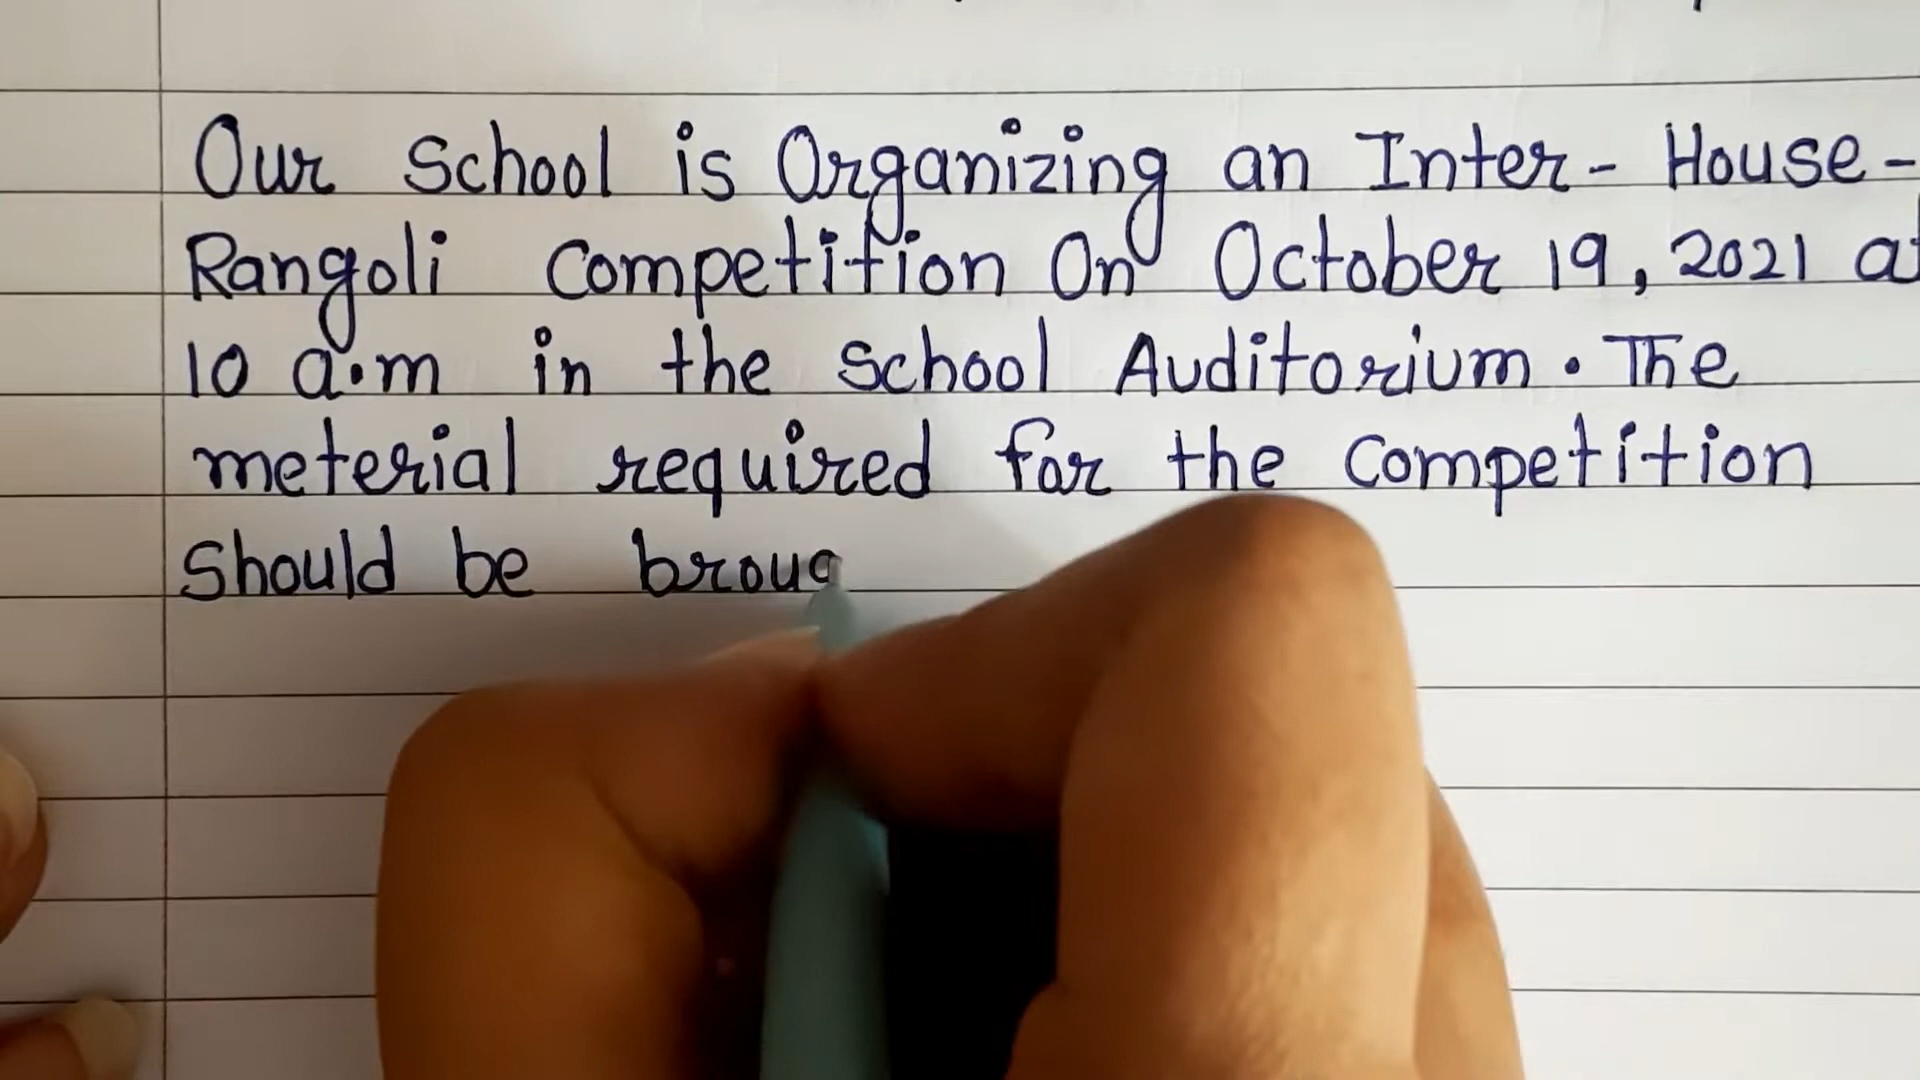 Our School is Organizing an Inter- House-
Rangoli Competition On October 19, 2021 at
10 a.m in the School Auditorium. The
meterial required for the Competition
Should be broug